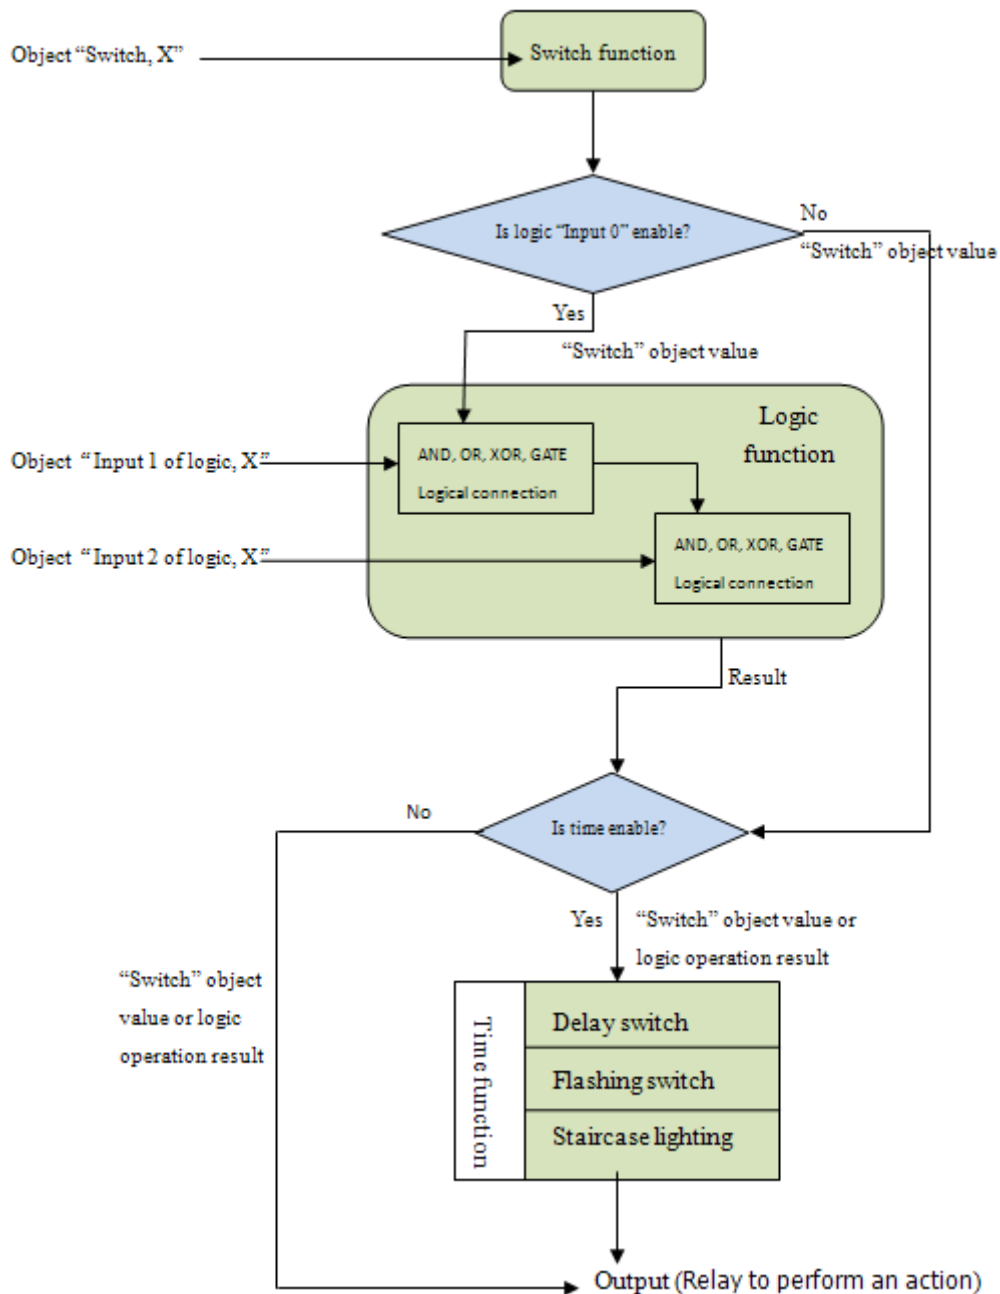 Object “Switch, X”
Switch function
Is logic “Input 0” enable?
No
“Switch” object value
Yes
“Switch” object value
Logic
function
Object “Input 1 of logic, X”
AND, OR, XOR, GATE
Logical connection
Object “Input 2 of logic, X”
AND, OR, XOR, GATE
Logical connection
Result
No
Is time enable?
Yes
“Switch” object value or
logic operation result
“Switch” object
value or logic
operation result
Time function
Delay switch
Flashing switch
Staircase lighting
Output (Relay to perform an action)